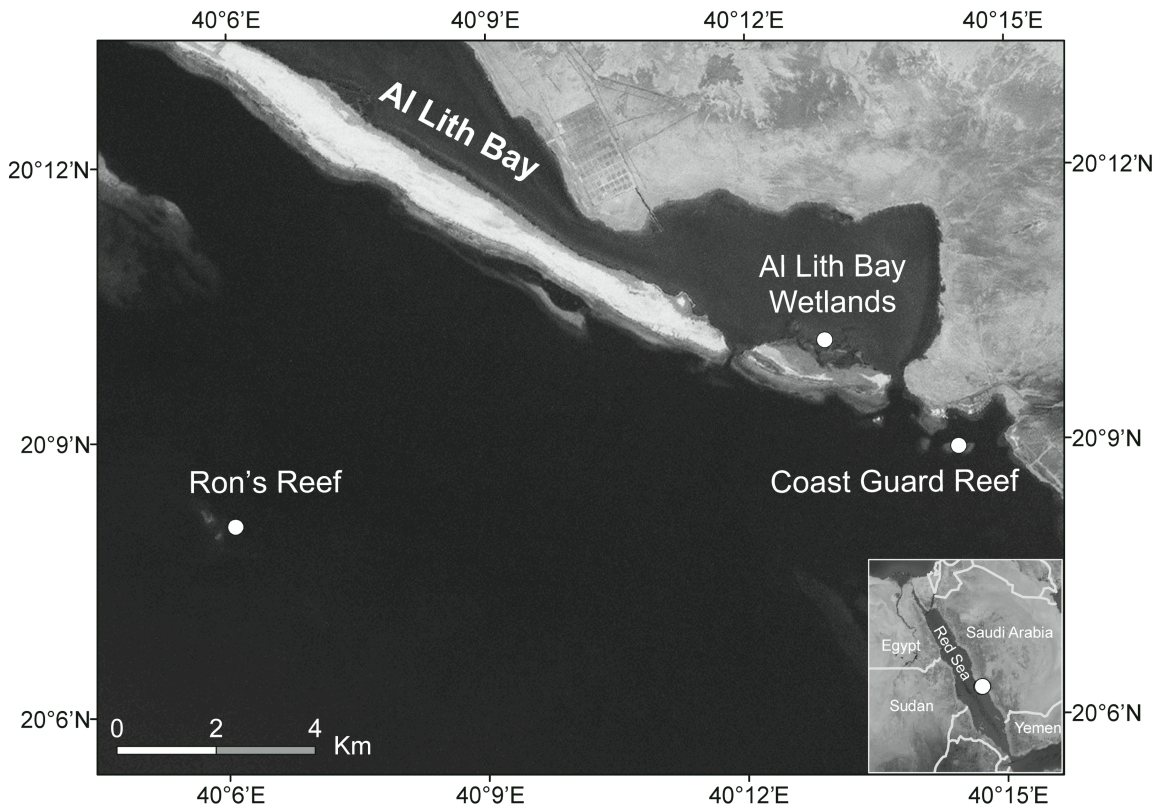 40°6’E 40°9’E 40°12’E 40°15’E
Al Lith Bay
20°12’N 20°12’N
Al Lith Bay
Wetlands
20°9’N 20°9’N
Ron’s Reef
Coast Guard Reef
Red Sea
Saudi Arabia
Egypt
Sudan
Yemen
20°6’N 20°6’N
0 2 4
Km
40°6’E 40°9’E 40°12’E 40°15’E